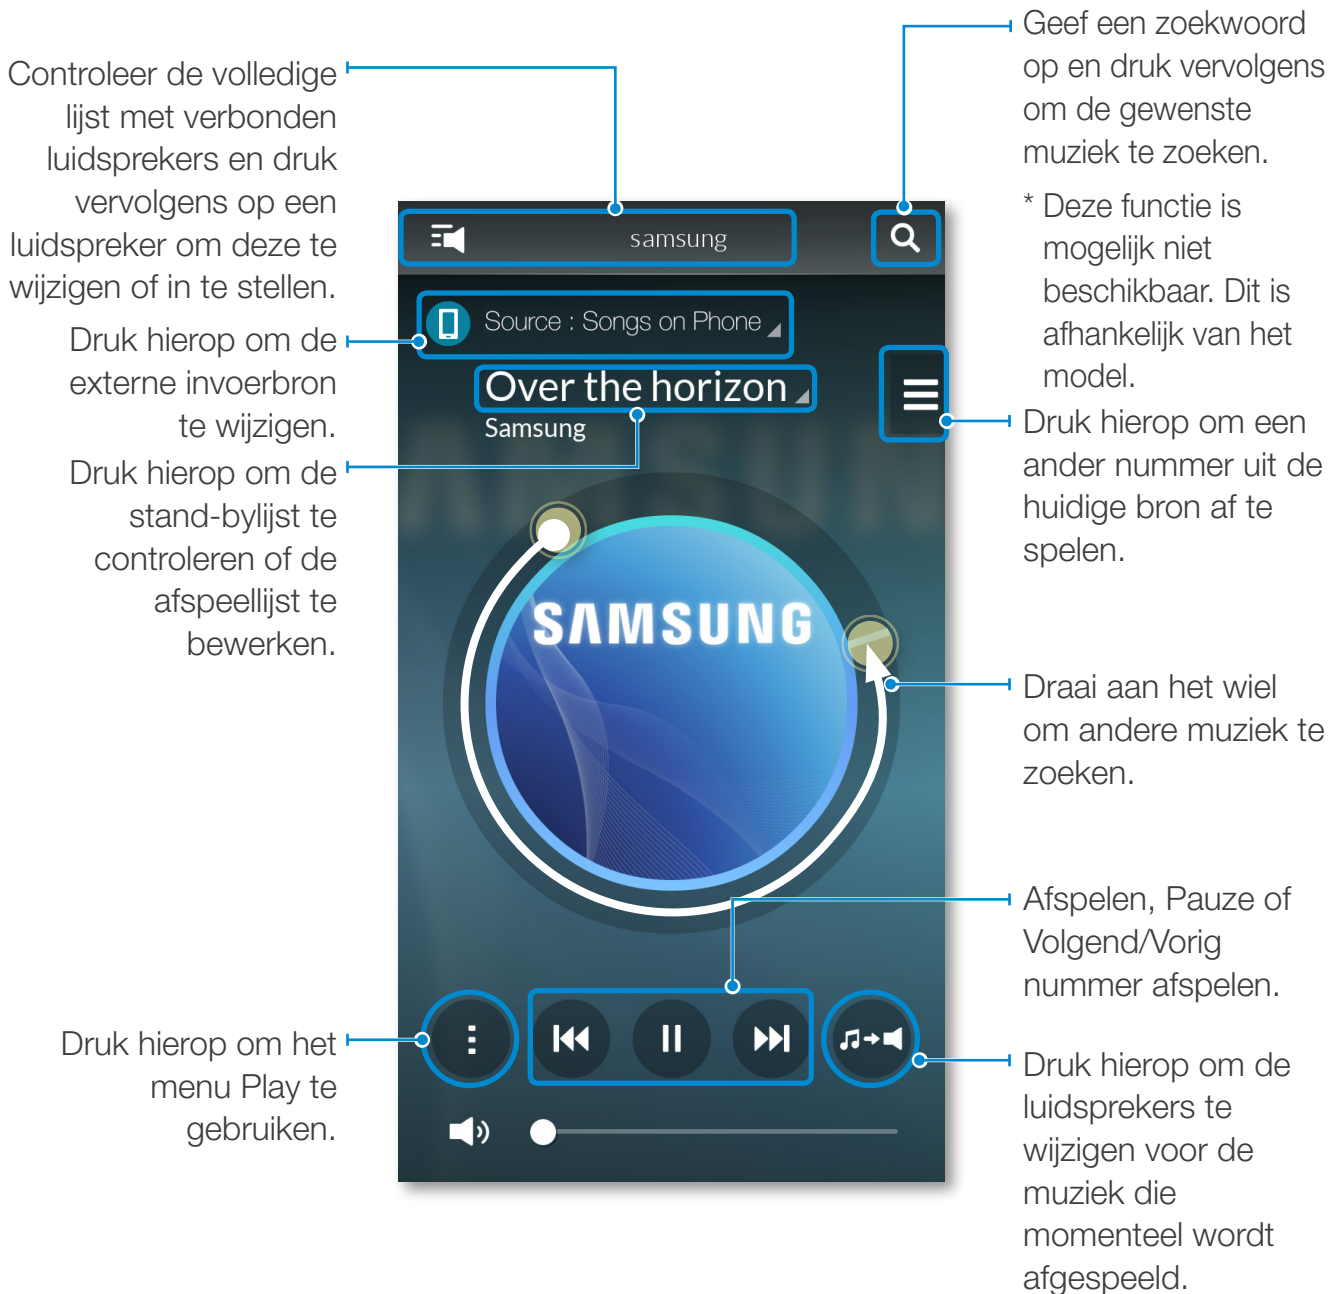 Controleer de volledige
lijst met verbonden
luidsprekers en druk
vervolgens op een
luidspreker om deze te
wijzigen of in te stellen.
Druk hierop om de
externe invoerbron
te wijzigen.
Druk hierop om de
stand-bylijst te
controleren of de
afspeellijst te
bewerken.
Druk hierop om het
menu Play te
gebruiken.
samsung
Source : Songs on Phone
Over the horizon
Samsung
SAMSUNG
SAMSUNG
Geef een zoekwoord
op en druk vervolgens
om de gewenste
muziek te zoeken.
* Deze functie is
mogelijk niet
beschikbaar. Dit is
afhankelijk van het
model.
Druk hierop om een
ander nummer uit de
huidige bron af te
spelen.
Draai aan het wiel
om andere muziek te
zoeken.
Afspelen, Pauze of
Volgend/Vorig
nummer afspelen.
Druk hierop om de
luidsprekers te
wijzigen voor de
muziek die
momenteel wordt
afgespeeld.